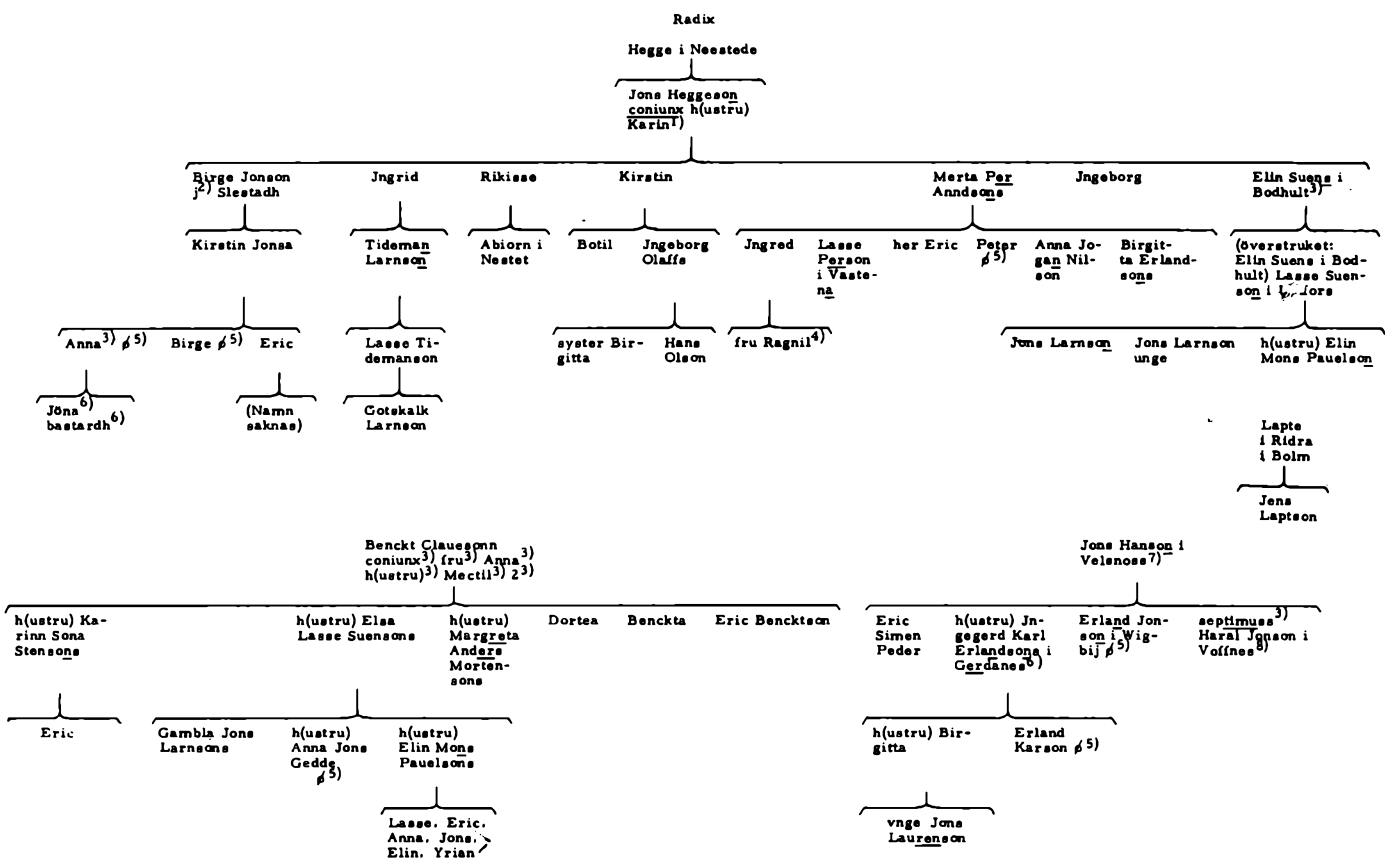 Radix
Hegge i Neestede
Jons Heggeson
coniunx h(ustru)
Karin1)
Birge Jonson
j2) Slestadh
Jngrid
Rikisse
Kirstin
Merta Per
Anndsons
Jngeborg
Elin Suens i
Bodhult3)
Kirstin Jonsa
Tideman
Larnson
Abiorn i
Nestet
Botil
Jngeborg
Olaffs
Jngred
Lasse
Person
i Vaste-
na
her Eric
Peter
ø5)
Anna Jo-
gan Nil-
son
Birgit-
ta Erland-
sons
(överstruket:
Elin Suens i Bod-
hult) Lasse Suen-
son i
Anna3) ø5)
Birge ø5)
Eric
Lasse Ti-
demanson
syster Bir-
gitta
Hans
Olson
fru Ragnil4)
Jons Larnson
Jons Larnson
unge
h(ustru) Elin
Mons Pauelson
Jöna6)
bastardh6)
(Namn
saknas)
Gotskalk
Larnson
Lapte
i Ridra
i Bolm
Jens
Laptson
Benckt Clauesonn
coniunx3) fru3) Anna3)
h(ustru)3) Mectil3) 23)
Jons Hanson i
Velsnoss7)
h(ustru) Ka-
rinn Sona
Stensons
h(ustru) Elsa
Lasse Suensons
h(ustru)
Margreta
Anders
Morten-
sons
Dortea
Benckta
Eric Bencktson
Eric
Simen
Peder
h(ustru) Jn-
gegerd Karl
Erlandsons i
Gerdanes6)
Erland Jon-
son i Wig-
bij ø5)
septimuss3)
Haral Jonson i
Voffnes8)
Eric
Gambla Jons
Larnsons
h(ustru)
Anna Jons
Gedde
ø5)
h(ustru)
Elin Mons
Pauelsons
h(ustru) Bir-
gitta
Erland
Karson ø5)
Lasse, Eric,
Anna, Jons,
Elin, Yrian
vnge Jons
Laurenson